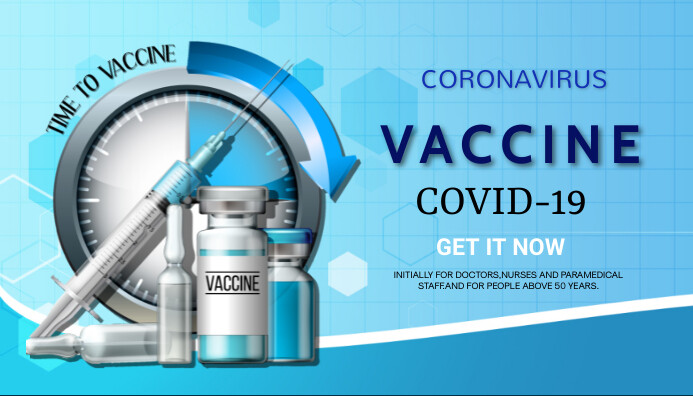 TIME TO VACCINE
CORONAVIRUS
VACCINE
COVID-19
GET IT NOW
INITIALLY FOR DOCTORS,NURSES AND PARAMEDICAL
STAFF.AND FOR PEOPLE ABOVE 50 YEARS.
VACCINE